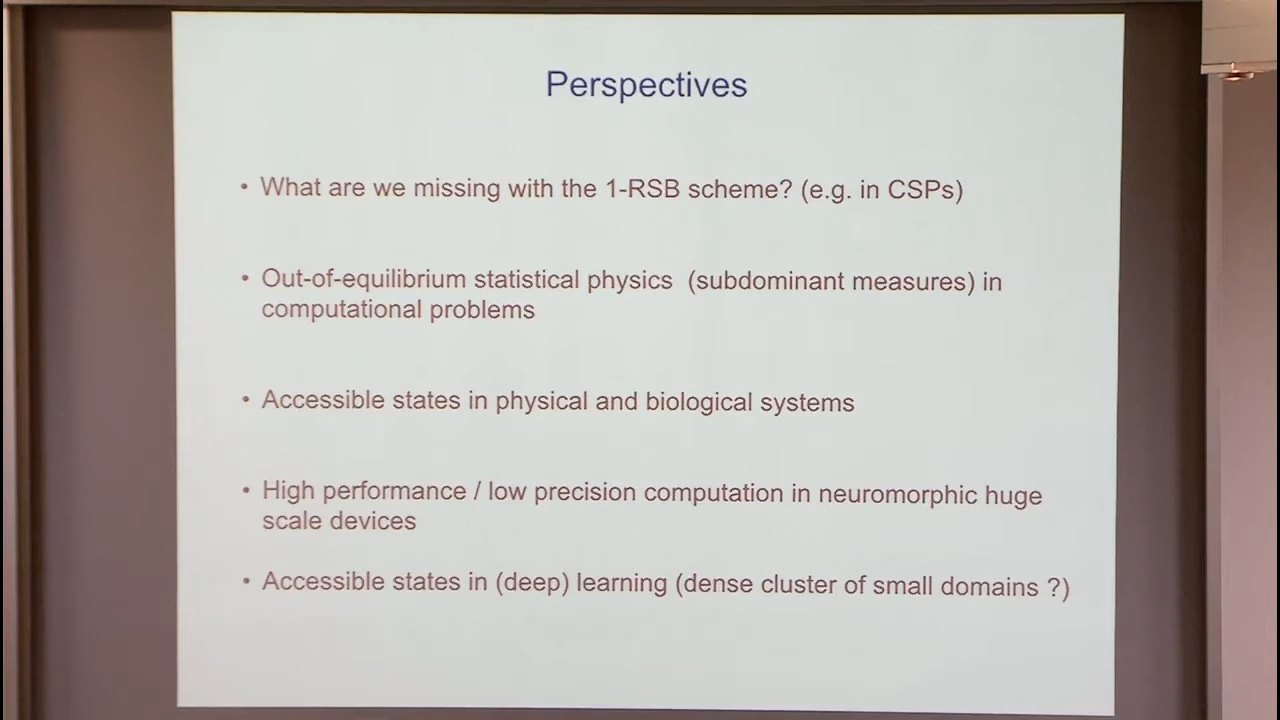 Perspectives
• What are we missing with the 1-RSB scheme? (e.g. in CSPs)
• Out-of-equilibrium statistical physics (subdominant measures) in
computational problems
• Accessible states in physical and biological systems
• High performance / low precision computation in neuromorphic huge
scale devices
• Accessible states in (deep) learning (dense cluster of small domains ?)